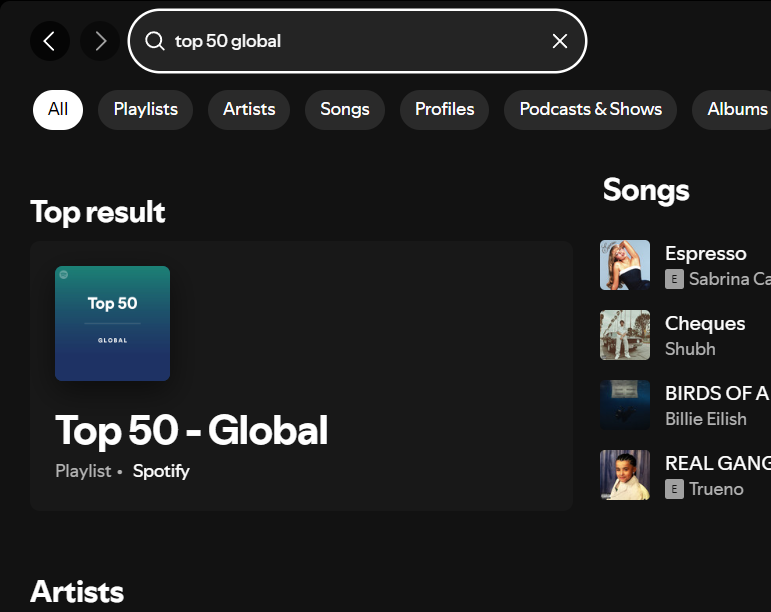 top 50 global
All
Playlists
Artists
Songs
Profiles
Podcasts & Shows
Albums
Top result
Top 50
GLOBAL
Top 50 - Global
Playlist • Spotify
Songs
Espresso
E Sabrina Ca
Cheques
Shubh
BIRDS OF A
Billie Eilish
REAL GANG
E Trueno
Artists